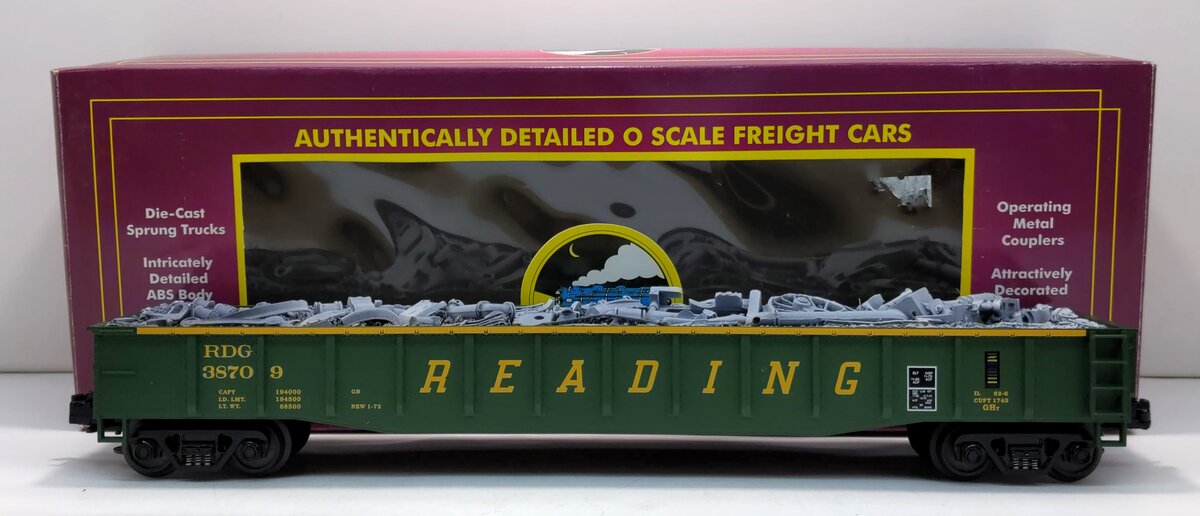 AUTHENTICALLY DETAILED O SCALE FREIGHT CARS
Die-Cast
Sprung Trucks
Intricately
Detailed
ABS Body
Operating
Metal
Couplers
Attractively
Decorated
RDG
38709
CAPY 194000 GB
LD. LMT. 194500
LT. WT. 68500 NEW 1-72
READING
IL 52-6
CUFT 1745
GHT